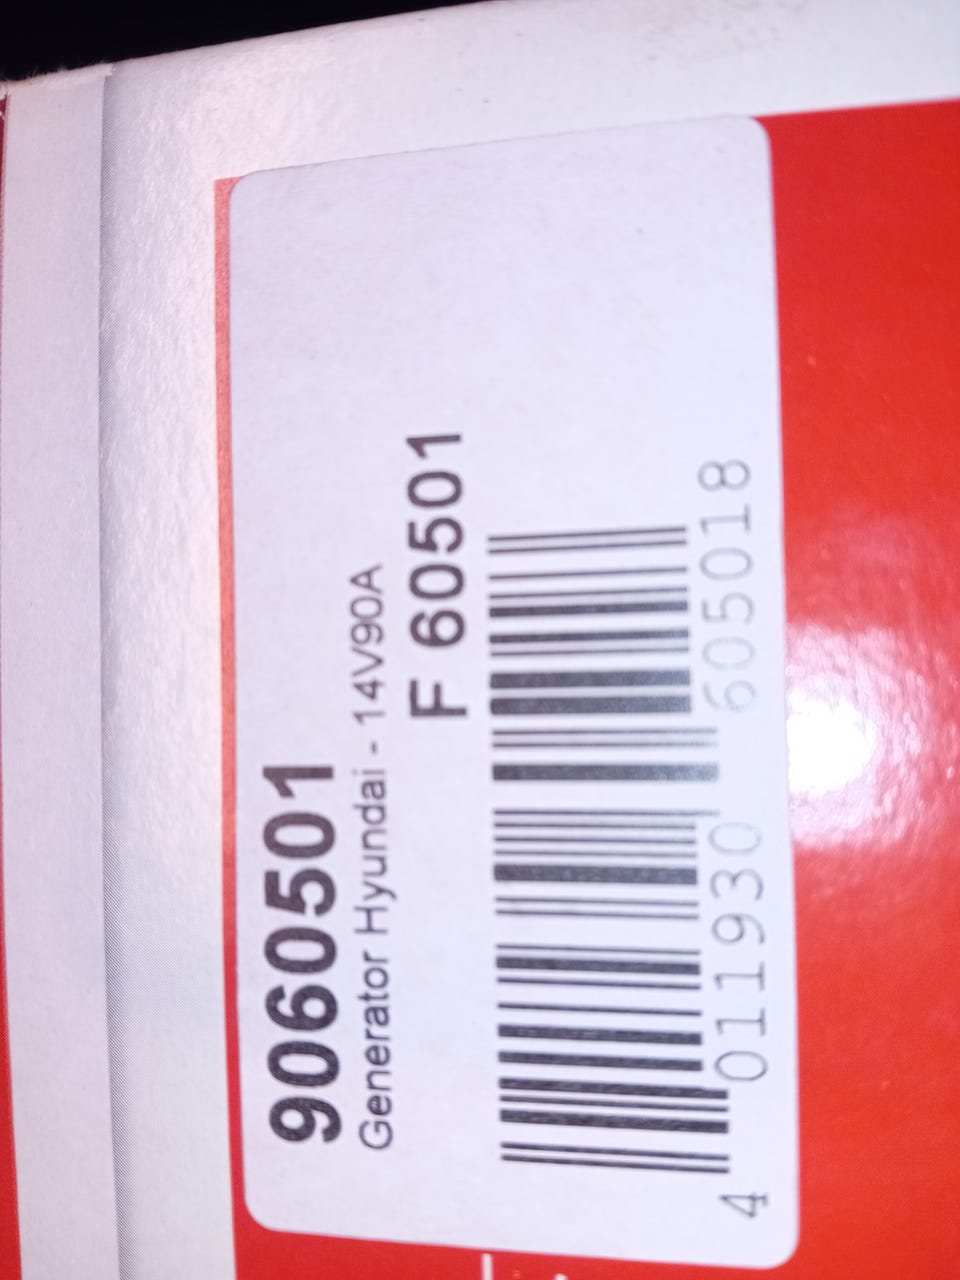 9060501
Generator Hyundai - 14V90A
F 60501
4 011930 605018